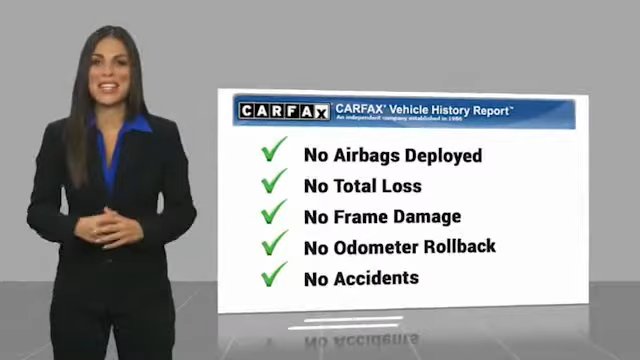 CARFAX CARFAX® Vehicle History Report™
An independent company established in 1986
No Airbags Deployed
No Total Loss
No Frame Damage
No Odometer Rollback
No Accidents